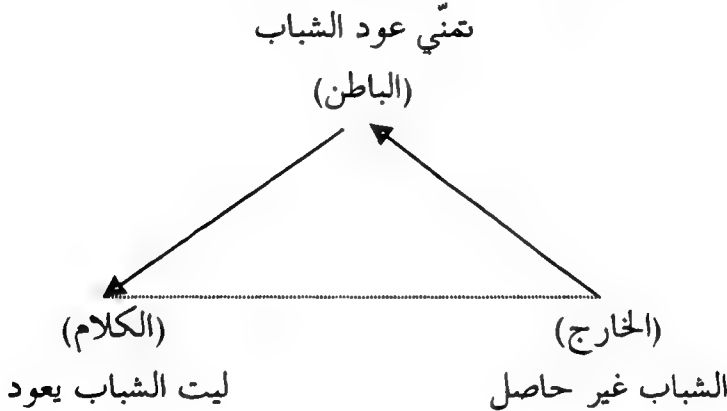 تمنّي عود الشباب
(الباطن)
(الخارج) (الكلام)
الشباب غير حاصل ليت الشباب يعود